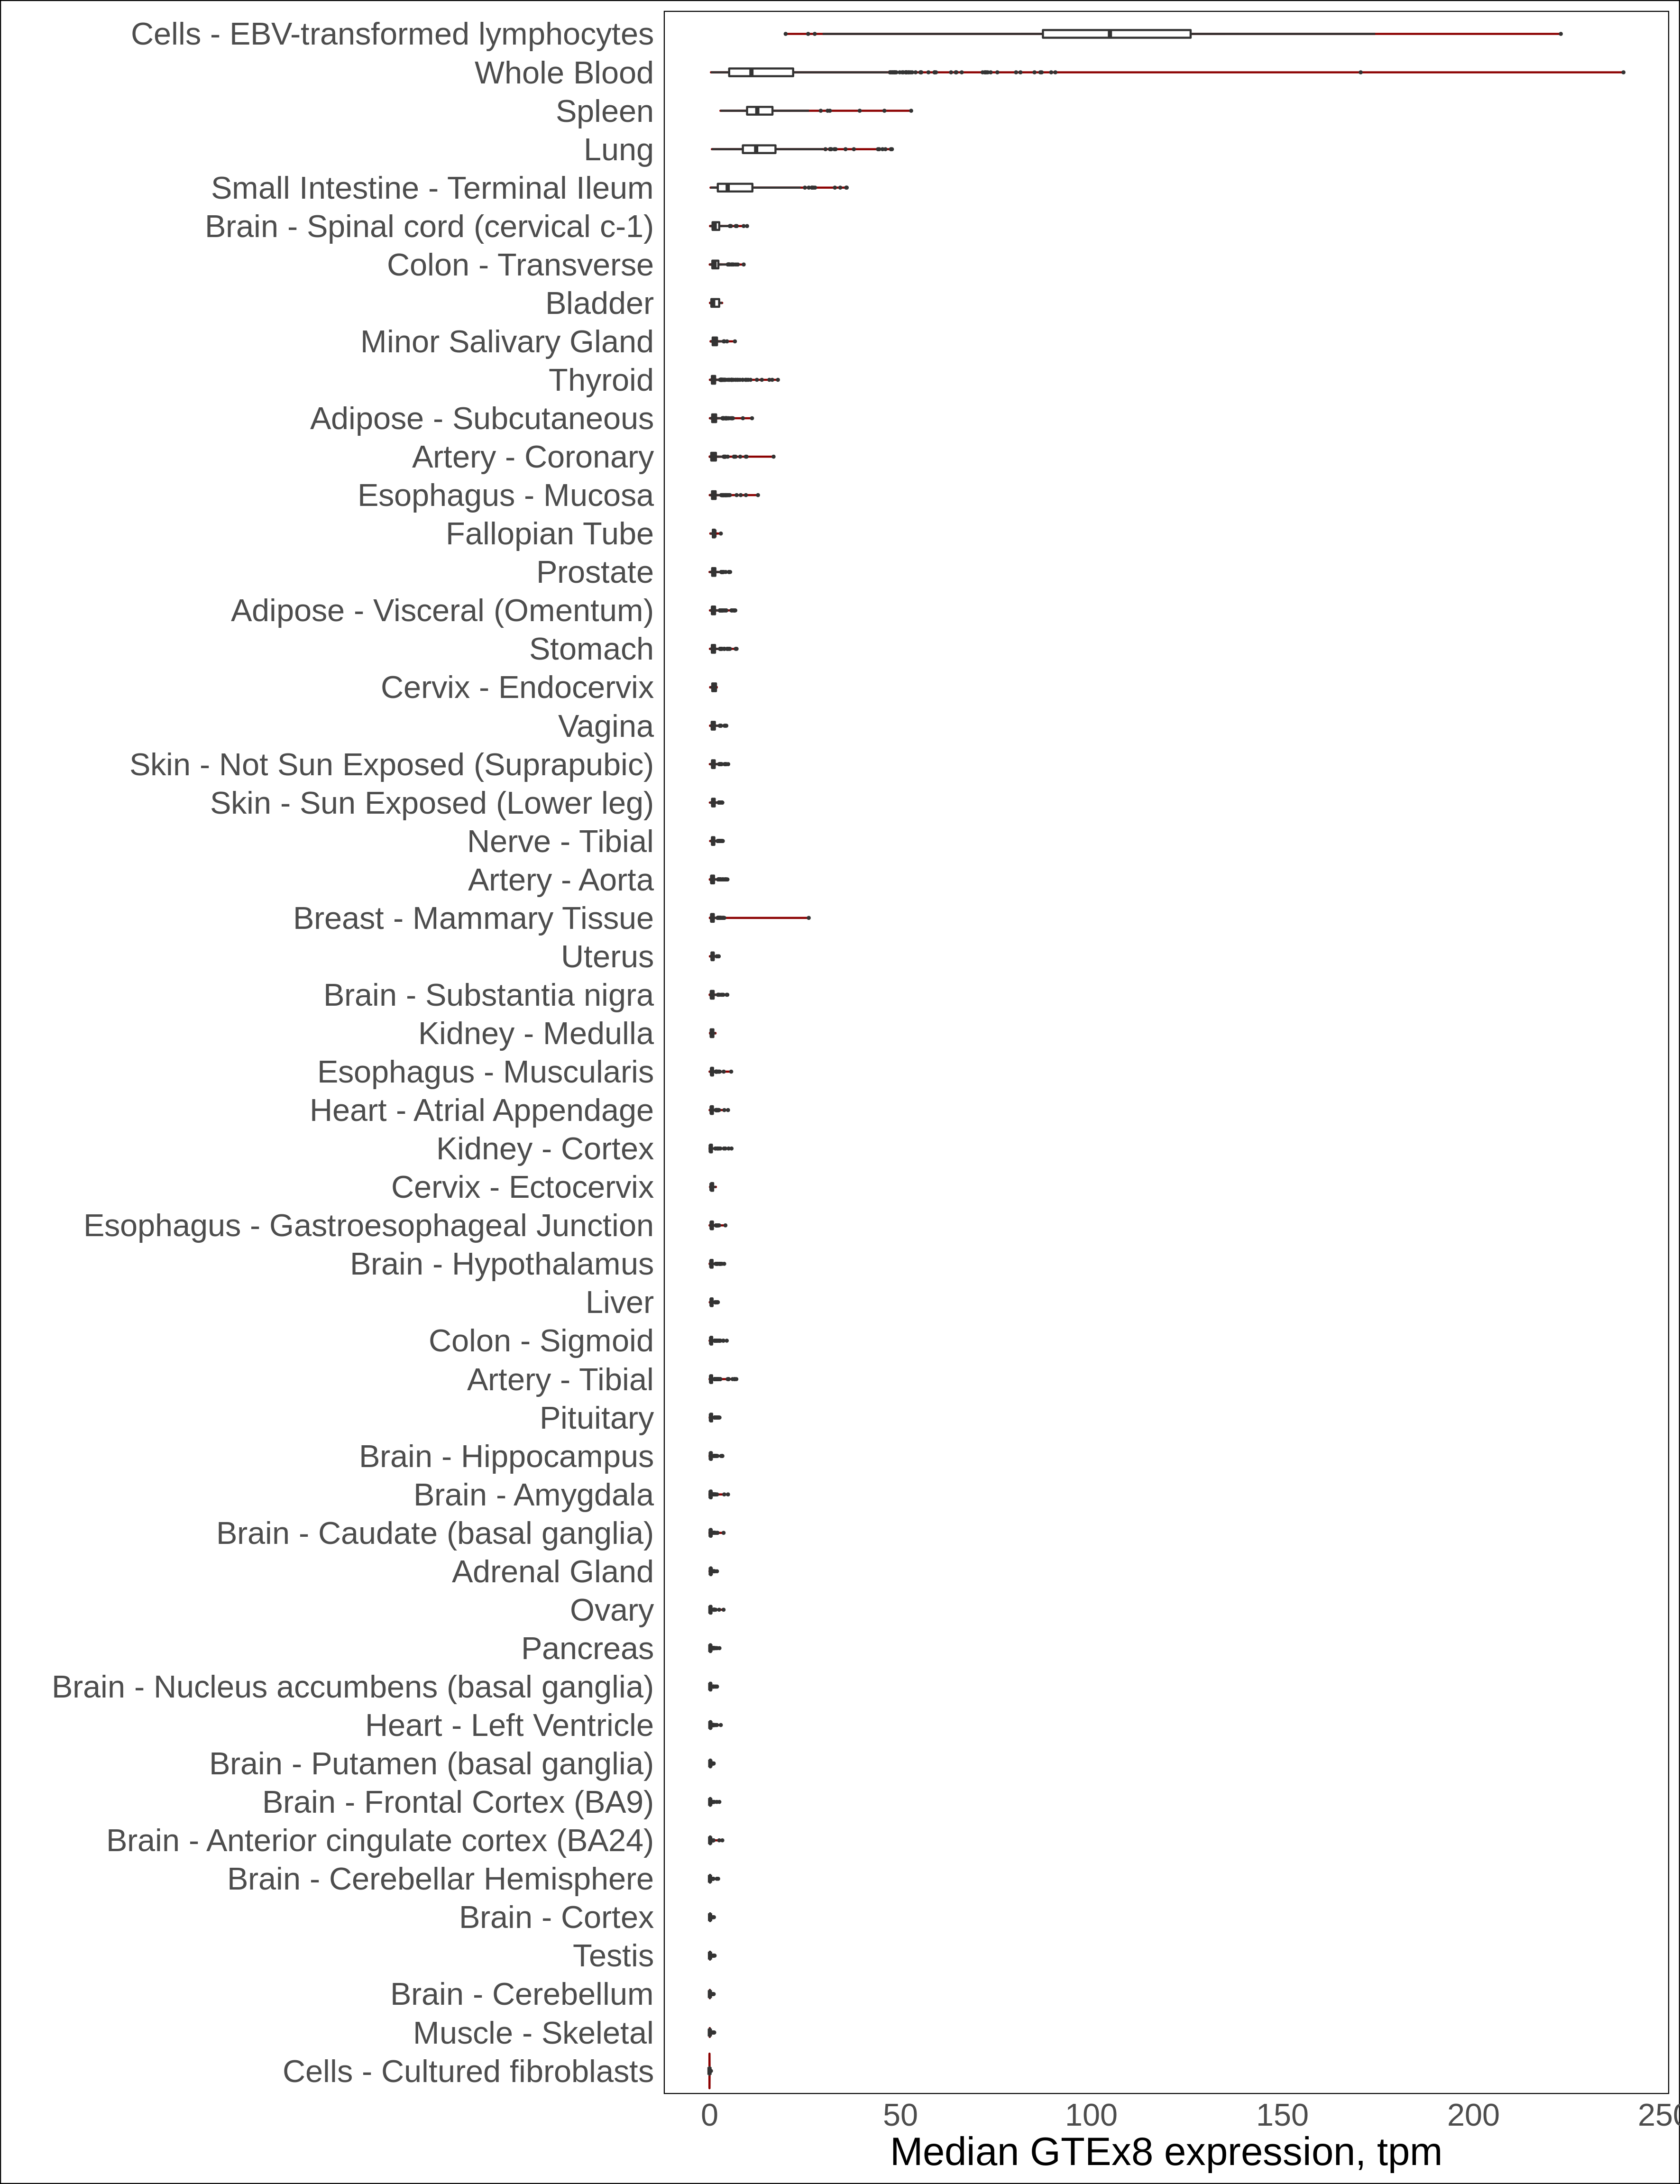 Cells - EBV-transformed lymphocytes
Whole Blood
Spleen
Lung
Small Intestine - Terminal Ileum
Brain - Spinal cord (cervical c-1)
Colon - Transverse
Bladder
Minor Salivary Gland
Thyroid
Adipose - Subcutaneous
Artery - Coronary
Esophagus - Mucosa
Fallopian Tube
Prostate
Adipose - Visceral (Omentum)
Stomach
Cervix - Endocervix
Vagina
Skin - Not Sun Exposed (Suprapubic)
Skin - Sun Exposed (Lower leg)
Nerve - Tibial
Artery - Aorta
Breast - Mammary Tissue
Uterus
Brain - Substantia nigra
Kidney - Medulla
Esophagus - Muscularis
Heart - Atrial Appendage
Kidney - Cortex
Cervix - Ectocervix
Esophagus - Gastroesophageal Junction
Brain - Hypothalamus
Liver
Colon - Sigmoid
Artery - Tibial
Pituitary
Brain - Hippocampus
Brain - Amygdala
Brain - Caudate (basal ganglia)
Adrenal Gland
Ovary
Pancreas
Brain - Nucleus accumbens (basal ganglia)
Heart - Left Ventricle
Brain - Putamen (basal ganglia)
Brain - Frontal Cortex (BA9)
Brain - Anterior cingulate cortex (BA24)
Brain - Cerebellar Hemisphere
Brain - Cortex
Testis
Brain - Cerebellum
Muscle - Skeletal
Cells - Cultured fibroblasts
0 50 100 150 200 250
Median GTEx8 expression, tpm